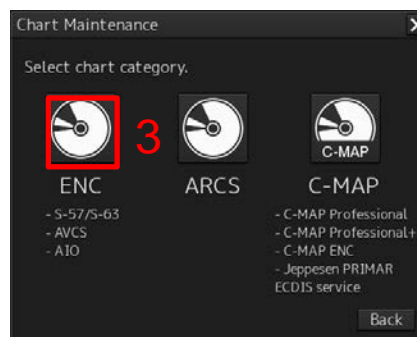 Chart Maintenance
X
Select chart category.
3
C-MAP
ENC
ARCS
C-MAP
- S-57/S-63
- AVCS
- AIO
- C-MAP Professional
- C-MAP Professional+
- C-MAP ENC
- Jeppesen PRIMAR
ECDIS service
Back